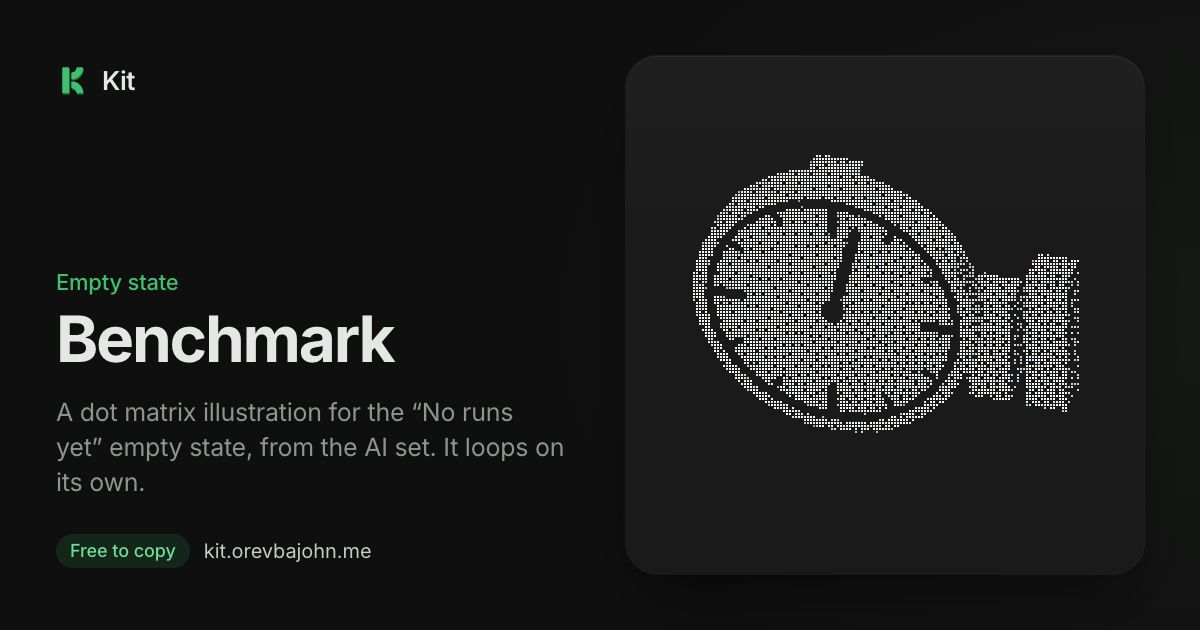 Kit
Empty state
Benchmark
A dot matrix illustration for the “No runs
yet” empty state, from the AI set. It loops on
its own.
Free to copy
kit.orevbajohn.me